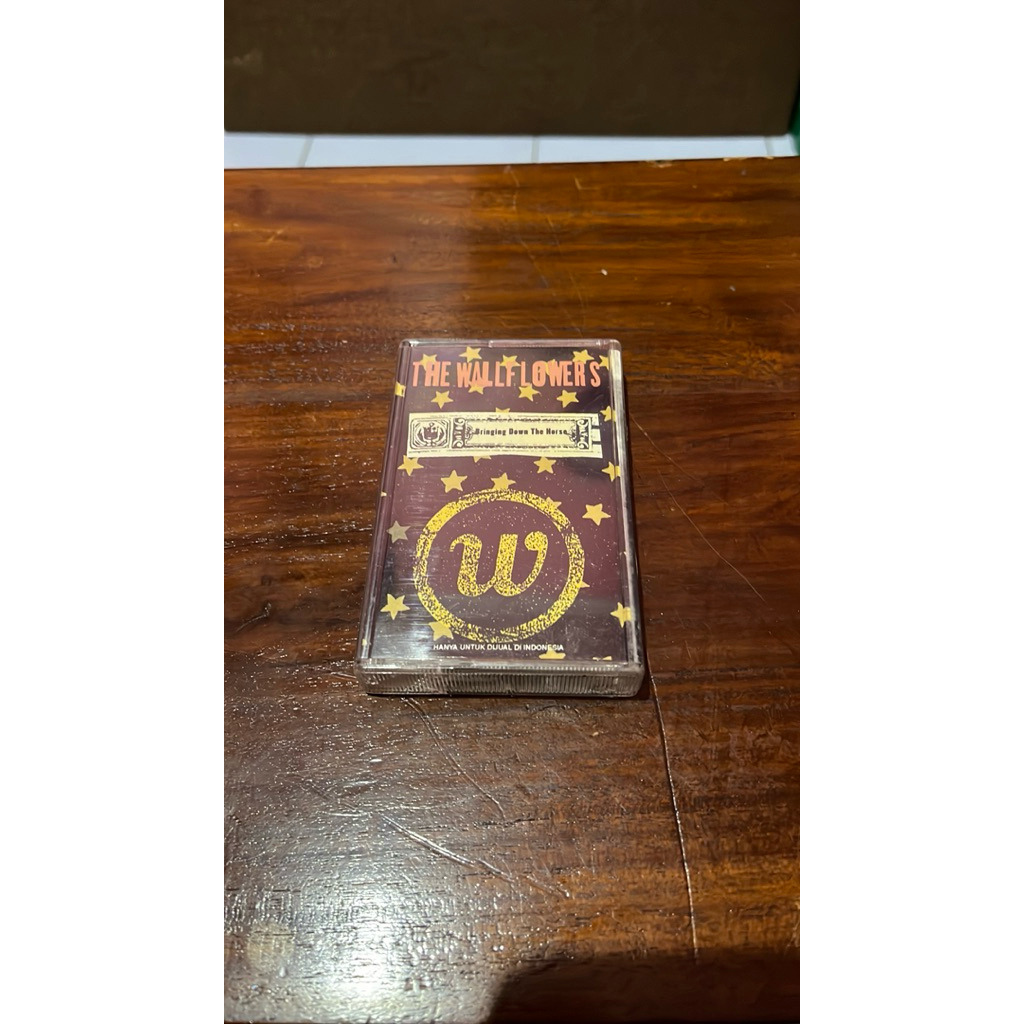 THE WALLFLOWERS
Bringing Down The Horse
w
HANYA UNTUK DIJUAL DI INDONESIA